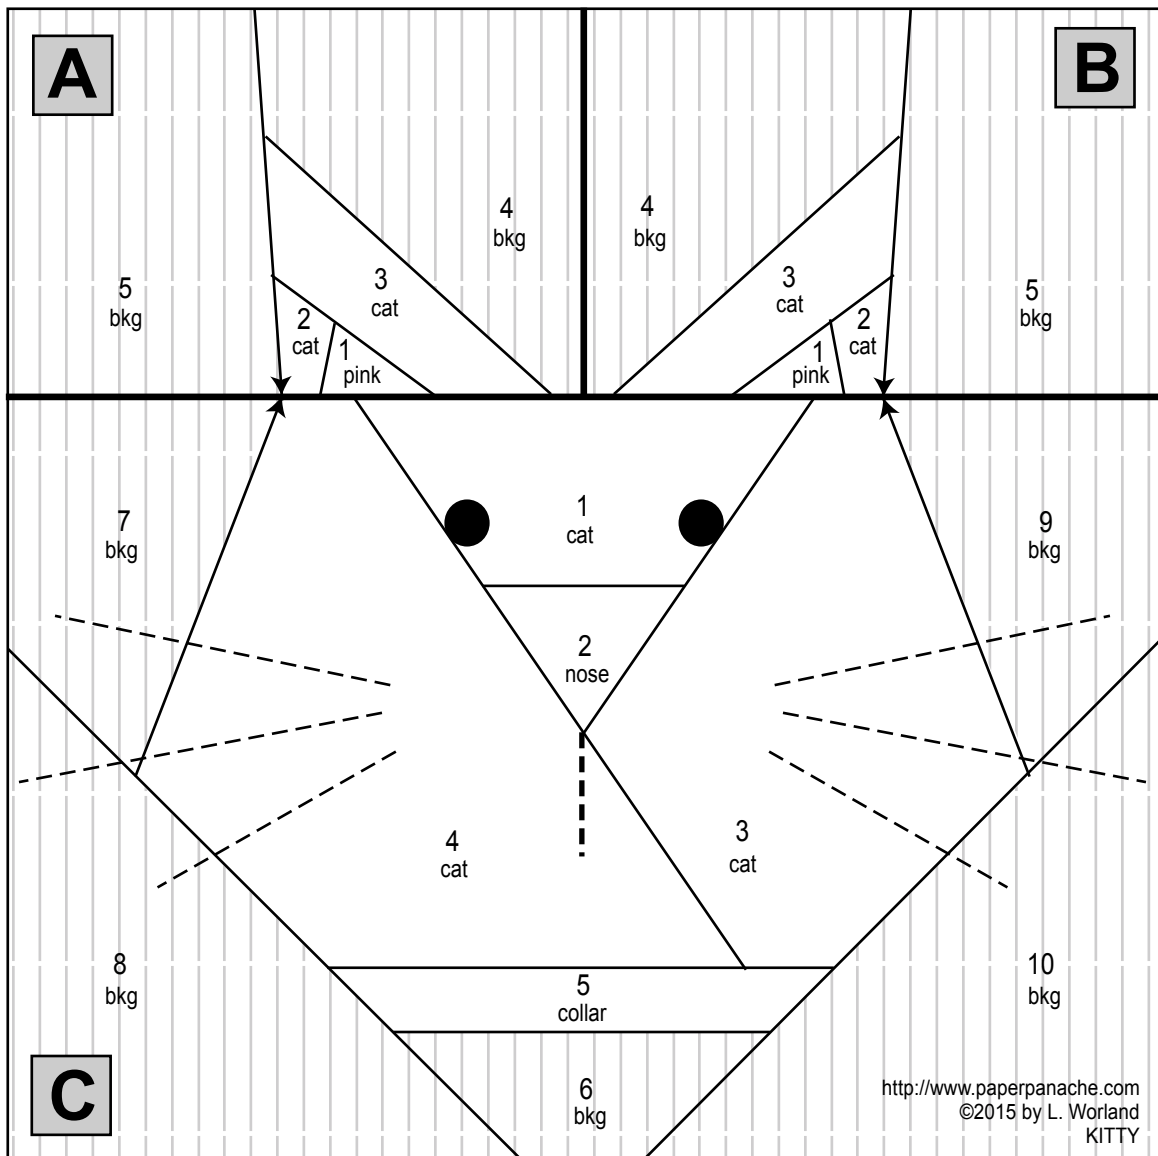 A
B
4
bkg
4
bkg
5
bkg
3
cat
3
cat
5
bkg
2
cat
1
pink
1
pink
2
cat
7
bkg
1
cat
9
bkg
2
nose
4
cat
3
cat
8
bkg
5
collar
10
bkg
C
6
bkg
http://www.paperpanache.com
©2015 by L. Worland
KITTY